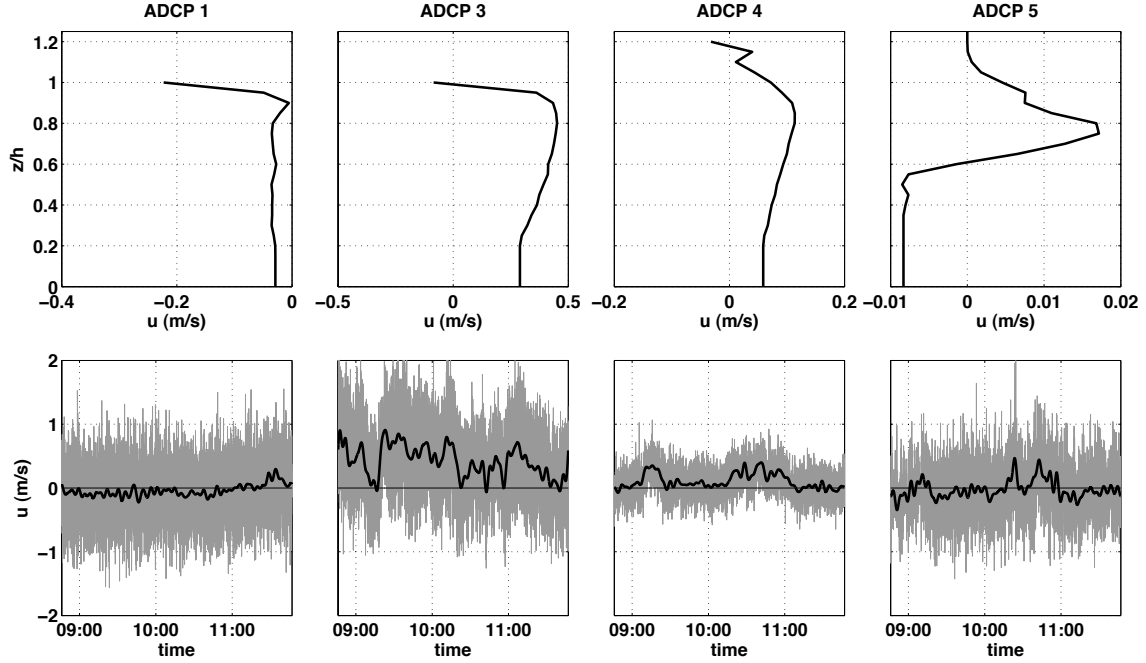 ADCP 1 ADCP 3 ADCP 4 ADCP 5
1.2
1
0.8
0.6
0.4
0.2
0
z/h
−0.4 −0.2 0 −0.5 0 0.5 −0.2 0 0.2 −0.01 0 0.01 0.02
u (m/s) u (m/s) u (m/s) u (m/s)
2
1
0
−1
−2
u (m/s)
09:00 10:00 11:00 09:00 10:00 11:00 09:00 10:00 11:00 09:00 10:00 11:00
time time time time